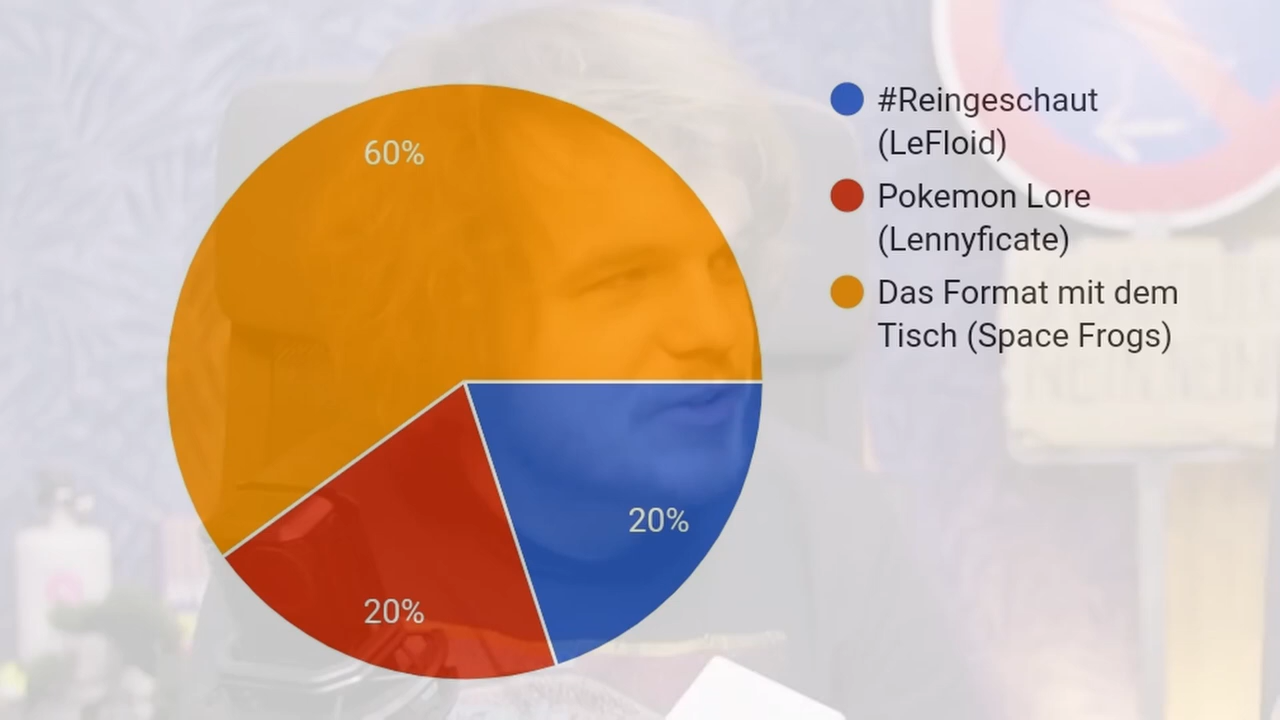 60%
20%
20%
#Reingeschaut
(LeFloid)
Pokemon Lore
(Lennyficate)
Das Format mit dem
Tisch (Space Frogs)